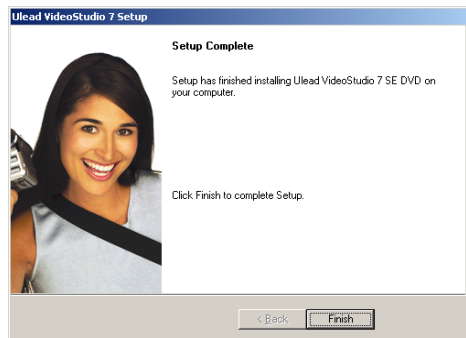 Ulead VideoStudio 7 Setup
Setup Complete
Setup has finished installing Ulead VideoStudio 7 SE DVD on
your computer.
Click Finish to complete Setup.
< Back
Finish